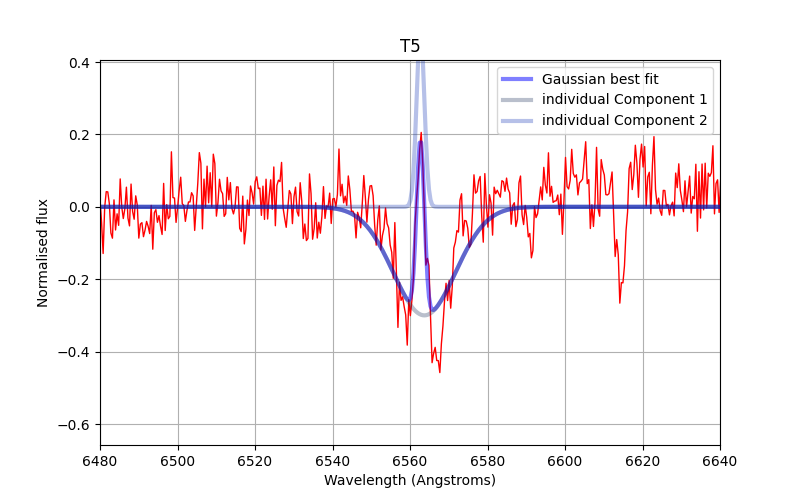 T5
Gaussian best fit
individual Component 1
individual Component 2
Normalised flux
0.4
0.2
0.0
−0.2
−0.4
−0.6
6480 6500 6520 6540 6560 6580 6600 6620 6640
Wavelength (Angstroms)